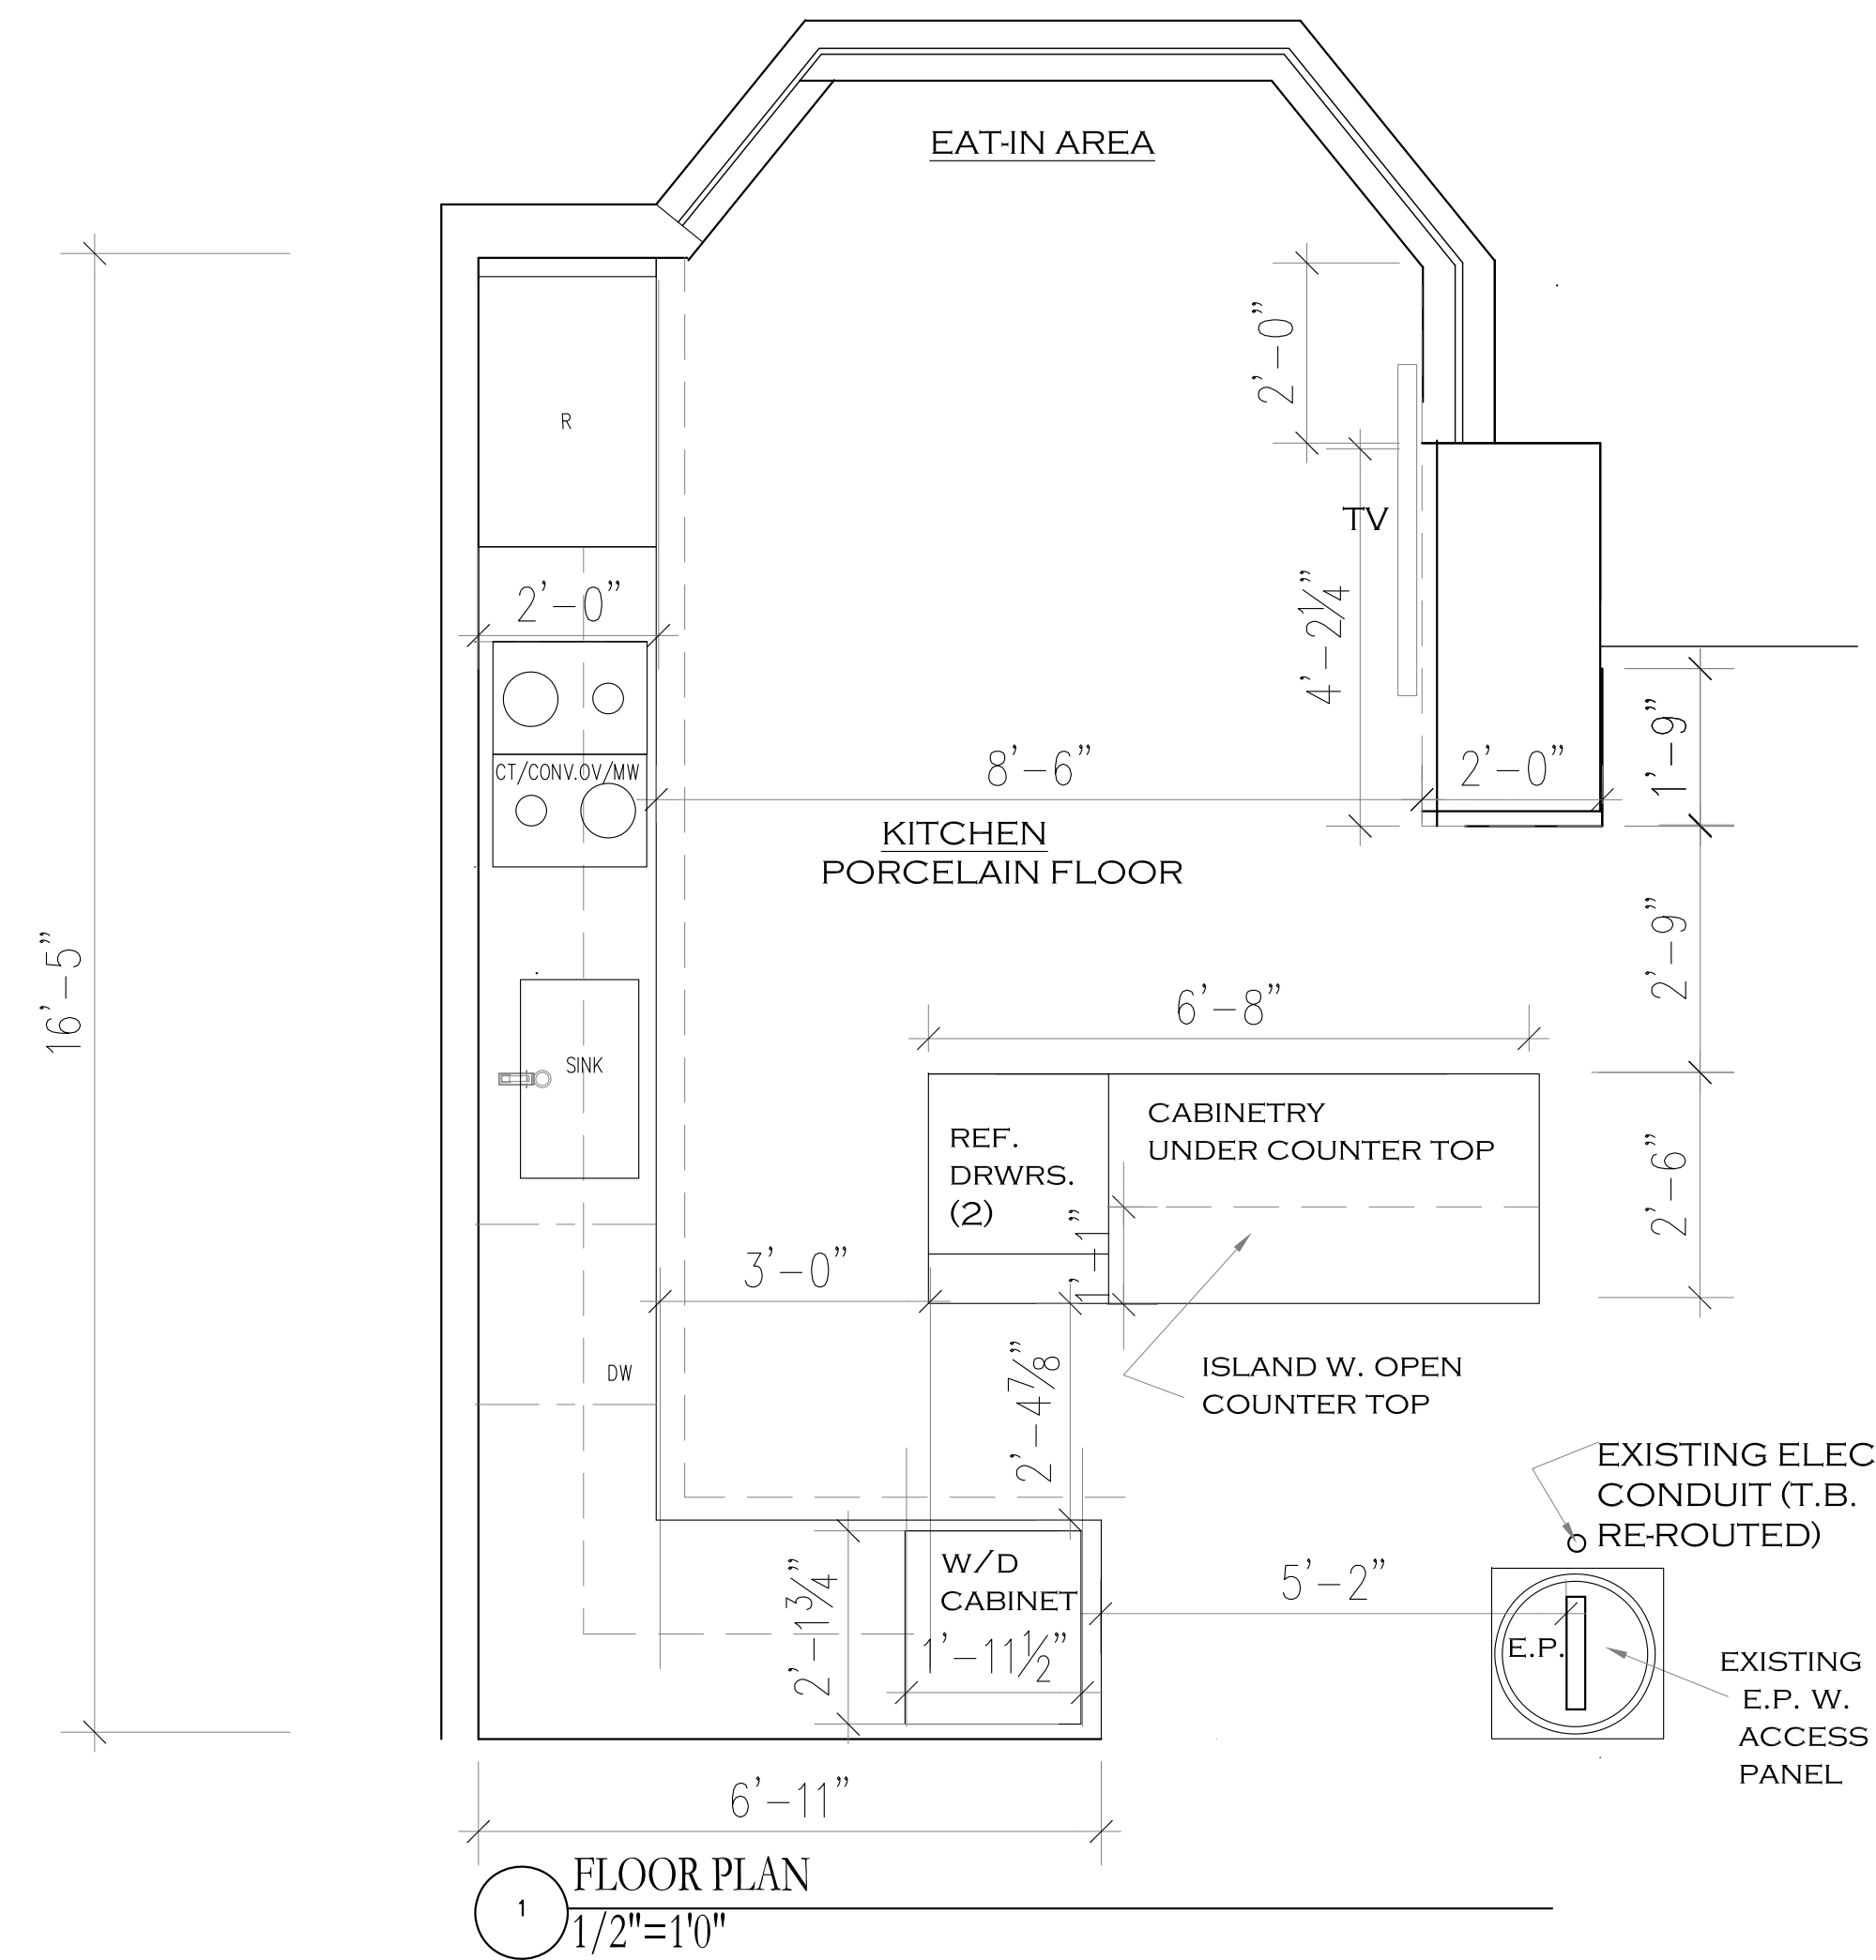 EAT-IN AREA
2'-0"
R
TV
2'-0"
4'-2¼"
1'-9"
8'-6"
2'-0"
CT/CONV.OV/MW
KITCHEN
PORCELAIN FLOOR
16'-5"
2'-9"
6'-8"
SINK
CABINETRY
UNDER COUNTER TOP
REF.
DRWRS.
(2)
2'-6"
1'-1"
3'-0"
DW
2'-4⅞"
ISLAND W. OPEN
COUNTER TOP
EXISTING ELEC
CONDUIT (T.B.
RE-ROUTED)
W/D
CABINET
2'-1¾"
1'-11½"
5'-2"
E.P.
EXISTING
E.P. W.
ACCESS
PANEL
6'-11"
1
FLOOR PLAN
1/2"=1'0"